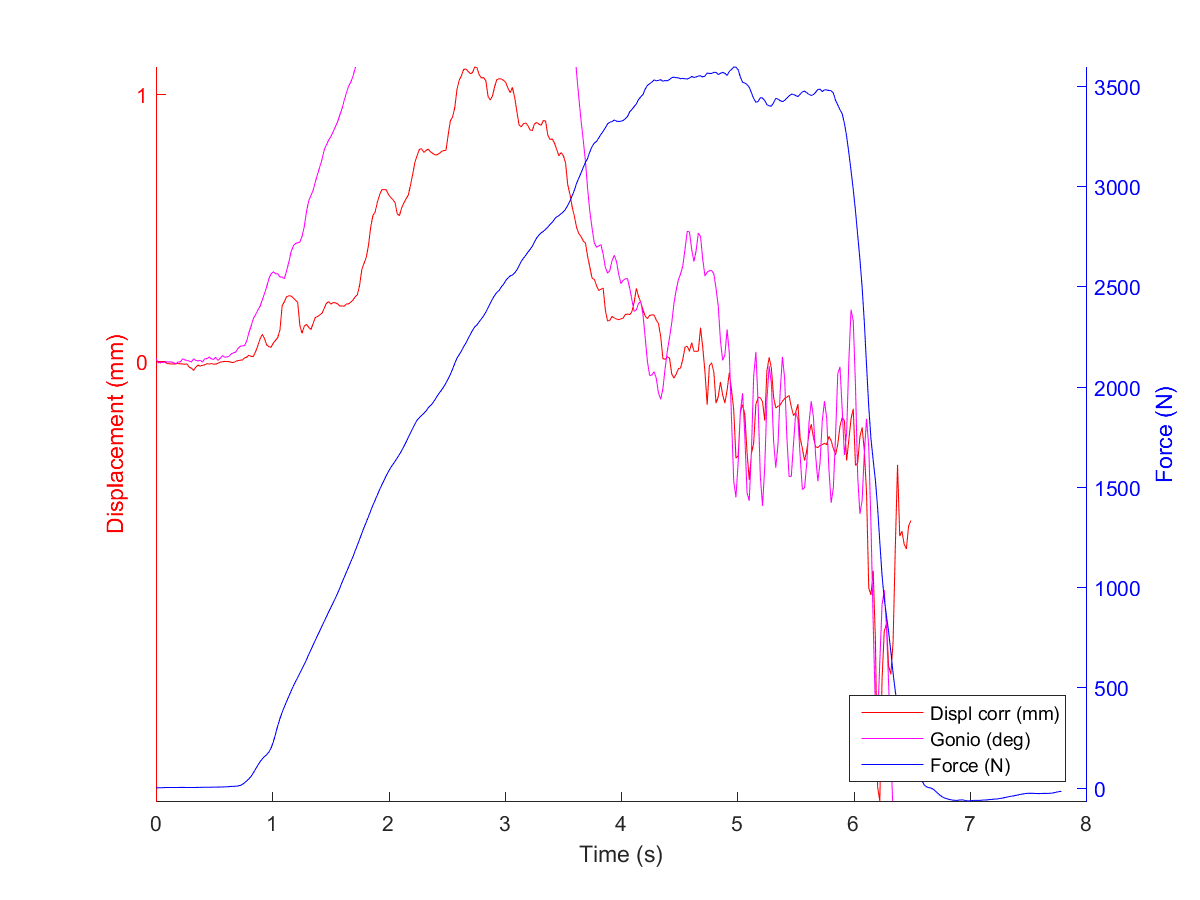 1
0
Displacement (mm)
3500
3000
2500
2000
1500
1000
500
0
Force (N)
Displ corr (mm)
Gonio (deg)
Force (N)
0 1 2 3 4 5 6 7 8
Time (s)